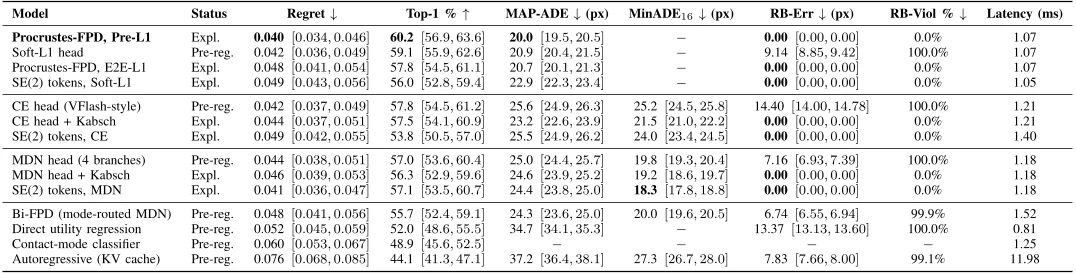 Model Status Regret ↓ Top-1 % ↑ MAP-ADE ↓ (px) MinADE₁₆ ↓ (px) RB-Err ↓ (px) RB-Viol % ↓ Latency (ms)
Procrustes-FPD, Pre-L1 Expl. 0.040 [0.034, 0.046] 60.2 [56.9, 63.6] 20.0 [19.5, 20.5] − 0.00 [0.00, 0.00] 0.0% 1.07
Soft-L1 head Pre-reg. 0.042 [0.036, 0.039] 59.1 [55.9, 62.6] 20.9 [20.4, 21.5] − 9.14 [8.85, 9.42] 100.0% 1.07
Procrustes-FPD, E2E-L1 Expl. 0.048 [0.041, 0.054] 57.8 [54.5, 61.1] 20.7 [20.1, 21.3] − 0.00 [0.00, 0.00] 0.0% 1.07
SE(2) tokens, Soft-L1 Expl. 0.049 [0.043, 0.056] 56.0 [52.8, 59.4] 22.9 [22.3, 23.4] − 0.00 [0.00, 0.00] 0.0% 1.05
CE head (VFlash-style) Pre-reg. 0.042 [0.037, 0.049] 57.8 [54.5, 61.2] 25.6 [24.9, 26.3] 25.2 [24.5, 25.8] 14.40 [14.00, 14.78] 100.0% 1.21
CE head + Kabsch Expl. 0.044 [0.037, 0.051] 57.5 [54.1, 60.9] 23.2 [22.6, 23.9] 21.5 [21.0, 22.2] 0.00 [0.00, 0.00] 0.0% 1.21
SE(2) tokens, CE Expl. 0.049 [0.042, 0.055] 53.8 [50.5, 57.0] 25.5 [24.9, 26.2] 24.0 [23.4, 24.5] 0.00 [0.00, 0.00] 0.0% 1.40
MDN head (4 branches) Pre-reg. 0.044 [0.038, 0.051] 57.0 [53.6, 60.4] 25.0 [24.4, 25.7] 19.8 [19.3, 20.4] 7.16 [6.93, 7.39] 100.0% 1.18
MDN head + Kabsch Expl. 0.046 [0.039, 0.053] 56.3 [52.9, 59.6] 24.6 [23.9, 25.2] 19.2 [18.6, 19.7] 0.00 [0.00, 0.00] 0.0% 1.18
SE(2) tokens, MDN Expl. 0.041 [0.036, 0.047] 57.1 [53.5, 60.7] 24.4 [23.8, 25.0] 18.3 [17.8, 18.8] 0.00 [0.00, 0.00] 0.0% 1.18
Bi-FPD (mode-routed MDN) Pre-reg. 0.048 [0.041, 0.056] 55.7 [52.4, 59.1] 24.3 [23.6, 25.0] 20.0 [19.6, 20.5] 6.74 [6.55, 6.94] 99.9% 1.52
Direct utility regression Pre-reg. 0.052 [0.045, 0.059] 52.0 [48.6, 55.5] 34.7 [34.1, 35.3] − 13.37 [13.13, 13.60] 100.0% 0.81
Contact-mode classifier Pre-reg. 0.060 [0.053, 0.067] 48.9 [45.6, 52.5] − − − − 1.25
Autoregressive (KV cache) Pre-reg. 0.076 [0.068, 0.085] 44.1 [41.3, 47.1] 37.2 [36.4, 38.1] 27.3 [26.7, 28.0] 7.83 [7.66, 8.00] 99.1% 11.98